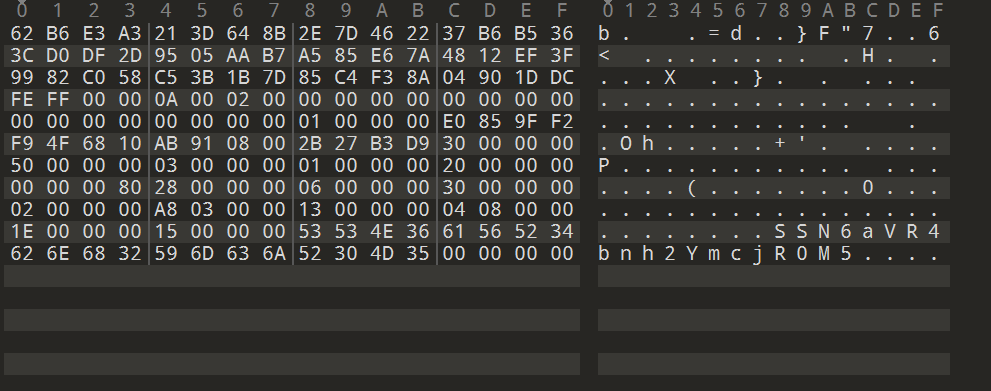 0 1 2 3 4 5 6 7 8 9 A B C D E F 0 1 2 3 4 5 6 7 8 9 A B C D E F
62 B6 E3 A3 21 3D 64 8B 2E 7D 46 22 37 B6 B5 36 b . . . = d . . } F " 7 . . 6
3C D0 DF 2D 95 05 AA B7 A5 85 E6 7A 48 12 EF 3F < . . . . . . . . H . .
99 82 C0 58 C5 3B 1B 7D 85 C4 F3 8A 04 90 1D DC . . . X . . } . . . . . .
FE FF 00 00 0A 00 02 00 00 00 00 00 00 00 00 00 . . . . . . . . . . . . . . . .
00 00 00 00 00 00 00 00 01 00 00 00 E0 85 9F F2 . . . . . . . . . . . . .
F9 4F 68 10 AB 91 08 00 2B 27 B3 D9 30 00 00 00 . O h . . . . + ' . . . . .
50 00 00 00 03 00 00 00 01 00 00 00 20 00 00 00 P . . . . . . . . . . . . . . .
00 00 00 80 28 00 00 00 06 00 00 00 30 00 00 00 . . . . ( . . . . . . . 0 . . .
02 00 00 00 A8 03 00 00 13 00 00 00 04 08 00 00 . . . . . . . . . . . . . . . .
1E 00 00 00 15 00 00 00 53 53 4E 36 61 56 52 34 . . . . . . . . S S N 6 a V R 4
62 6E 68 32 59 6D 63 6A 52 30 4D 35 00 00 00 00 b n h 2 Y m c j R 0 M 5 . . . .